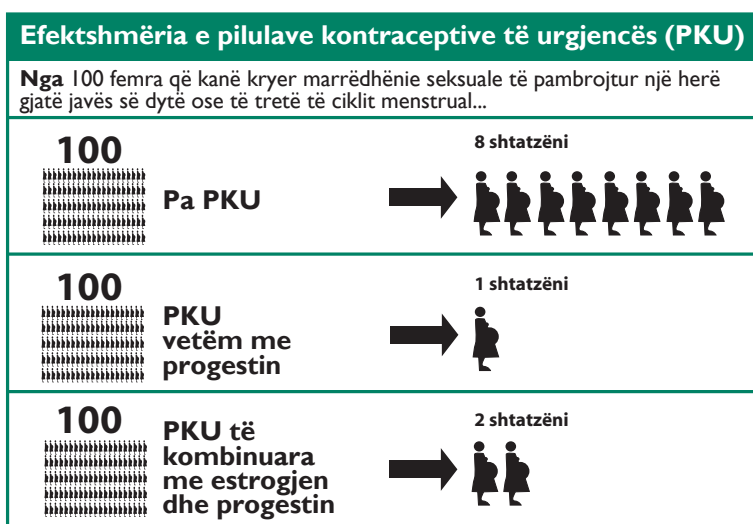 Efektshmëria e pilulave kontraceptive të urgjencës (PKU)
Nga 100 femra që kanë kryer marrëdhënie seksuale të pambrojtur një herë
gjatë javës së dytë ose të tretë të ciklit menstrual...
100
Pa PKU
8 shtatzëni
100
PKU
vetëm me
progestin
1 shtatzëni
100
PKU të
kombinuara
me estrogjen
dhe progestin
2 shtatzëni